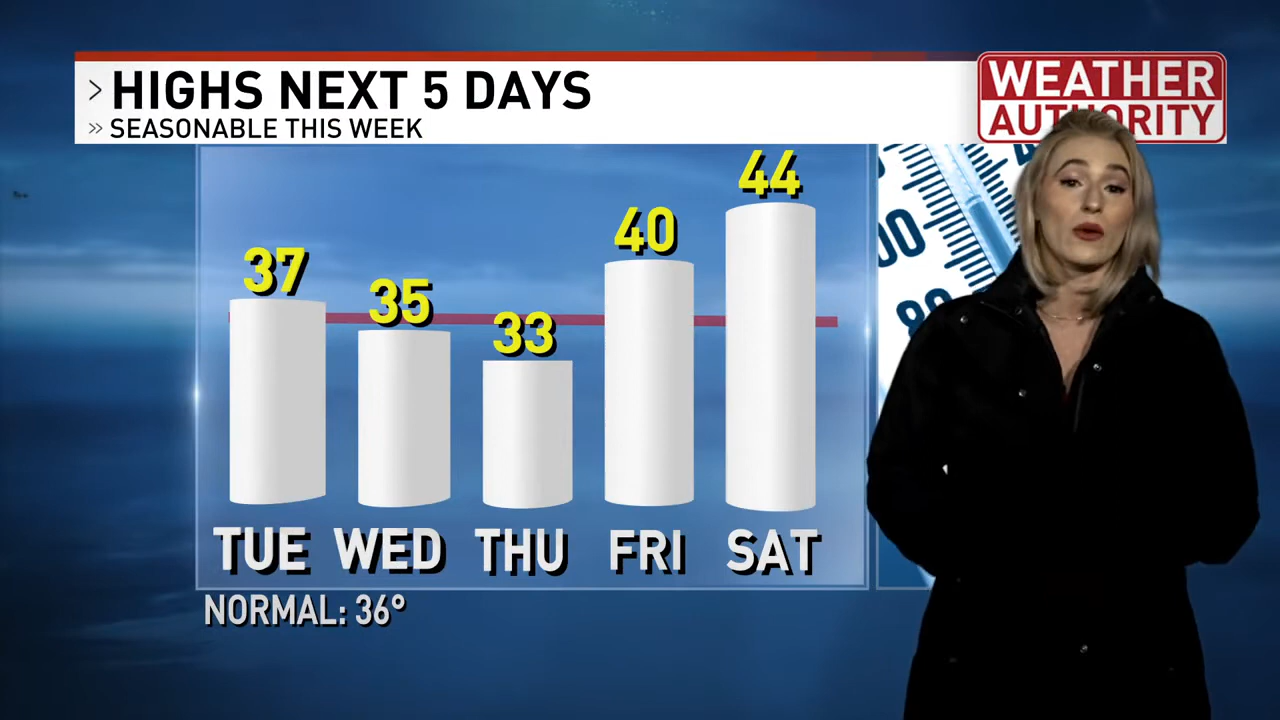 > HIGHS NEXT 5 DAYS
» SEASONABLE THIS WEEK
WEATHER
AUTHORITY
37
35
33
40
44
TUE WED THU FRI SAT
NORMAL: 36°